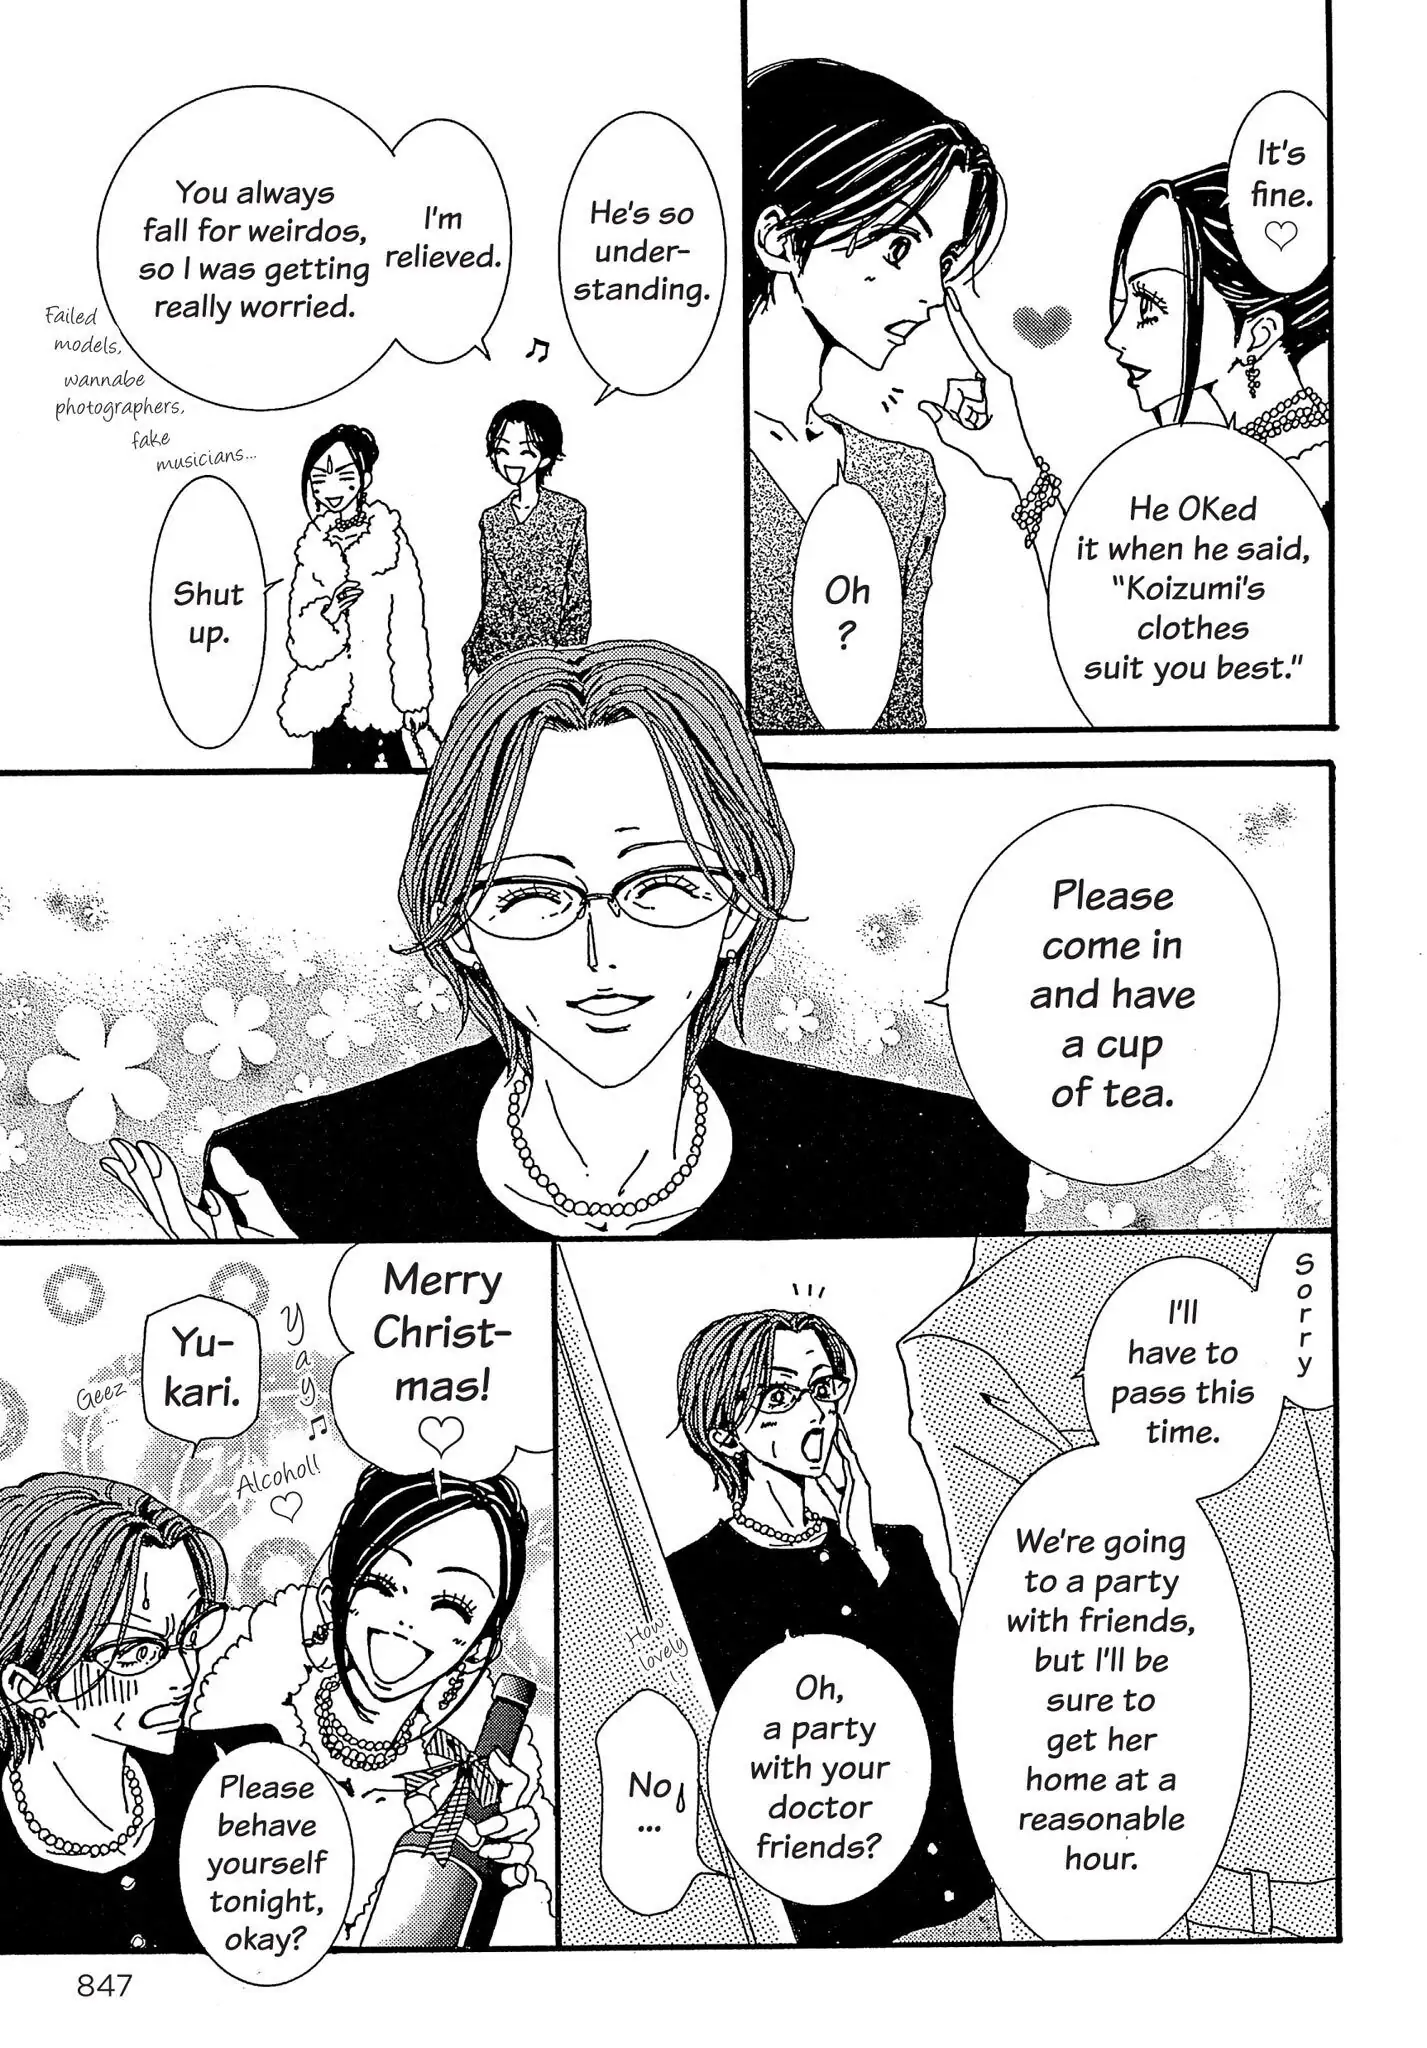 It's
fine.
♡
He OKed
it when he said,
“Koizumi's
clothes
suit you best."
Oh
?
He's so
under-
standing.
I'm
relieved.
You always
fall for weirdos,
so I was getting
really worried.
Failed
models,
wannabe
photographers,
fake
musicians...
Shut
up.
Please
come in
and have
a cup
of tea.
Sorry
I'll
have to
pass this
time.
We're going
to a party
with friends,
but I'll be
sure to
get her
home at a
reasonable
hour.
Oh,
a party
with your
doctor
friends?
How
lovely
!
No
...
Merry
Christ-
mas!
♡
Yay
Alcohol!
♡
Yu-
kari.
Geez
...
Please
behave
yourself
tonight,
okay?
847